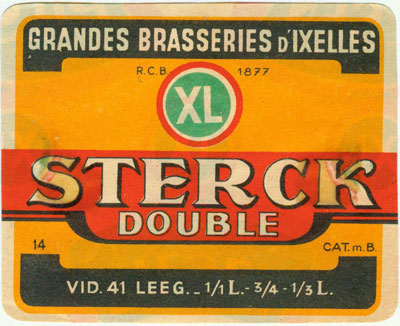 GRANDES BRASSERIES D'IXELLES
R.C.B 1877
XL
STERCK
DOUBLE
14 CAT.m.B.
VID. 41 LEEG. - 1/1 L. - 3/4 - 1/3 L.